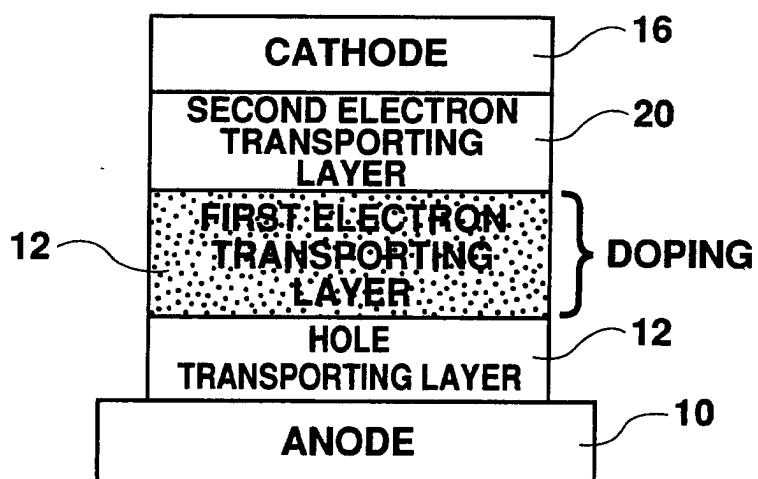 CATHODE
16
SECOND ELECTRON
TRANSPORTING
LAYER
20
FIRST ELECTRON
TRANSPORTING
LAYER
12
DOPING
HOLE
TRANSPORTING LAYER
12
ANODE
10